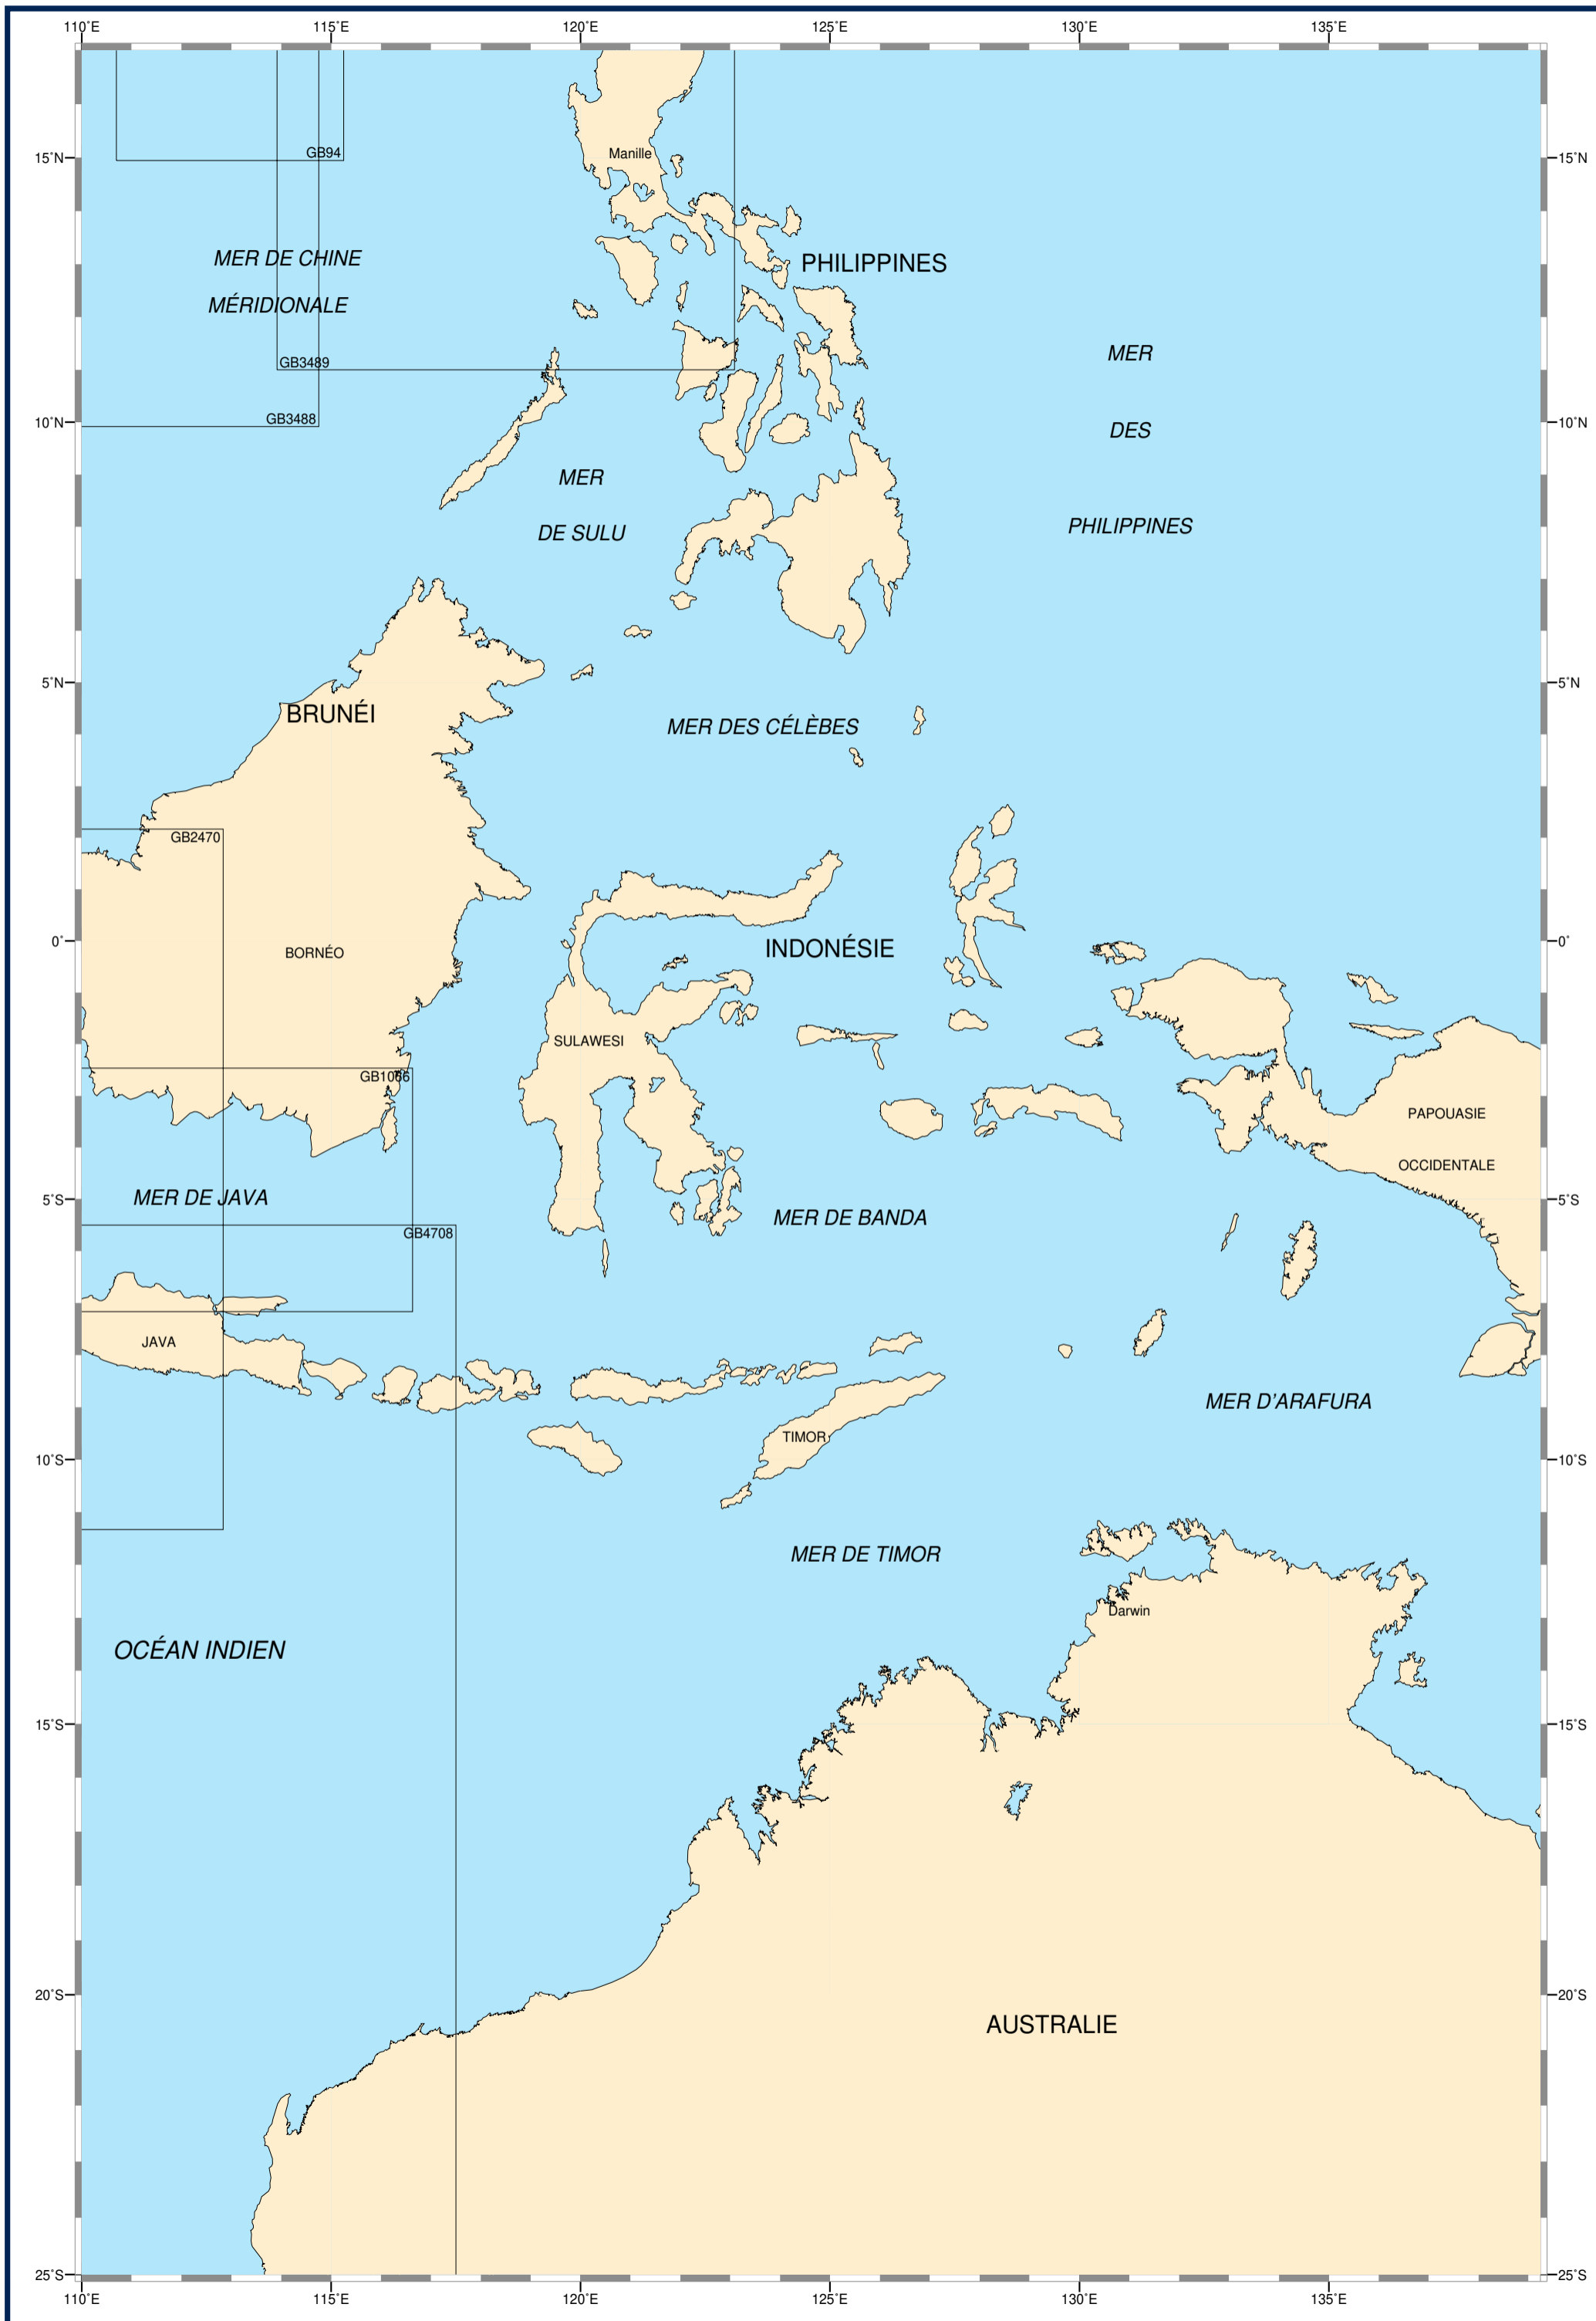 110°E 115°E 120°E 125°E 130°E 135°E
GB94
15°N
Manille
15°N
MER DE CHINE
PHILIPPINES
MÉRIDIONALE
MER
GB3489
GB3488
10°N
DES
10°N
MER
PHILIPPINES
DE SULU
5°N
5°N
BRUNÉI
MER DES CÉLÈBES
GB2470
0°
INDONÉSIE
0°
BORNÉO
SULAWESI
GB1066
PAPOUASIE
OCCIDENTALE
MER DE JAVA
5°S
5°S
MER DE BANDA
GB4708
JAVA
MER D'ARAFURA
TIMOR
10°S
10°S
MER DE TIMOR
Darwin
OCÉAN INDIEN
15°S
15°S
20°S
20°S
AUSTRALIE
25°S
25°S
110°E 115°E 120°E 125°E 130°E 135°E